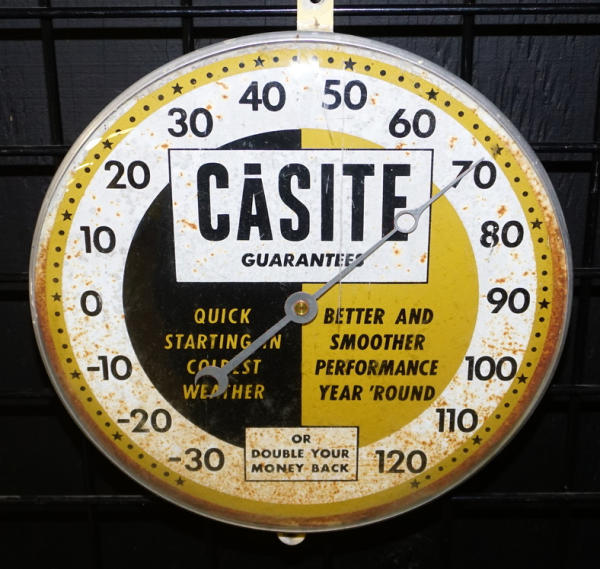 40 50
30 60
20 70
10 80
0 90
-10 100
-20 110
-30 120
CĀSITE
GUARANTEES
QUICK
STARTING IN
COLDEST
WEATHER
BETTER AND
SMOOTHER
PERFORMANCE
YEAR 'ROUND
OR
DOUBLE YOUR
MONEY BACK